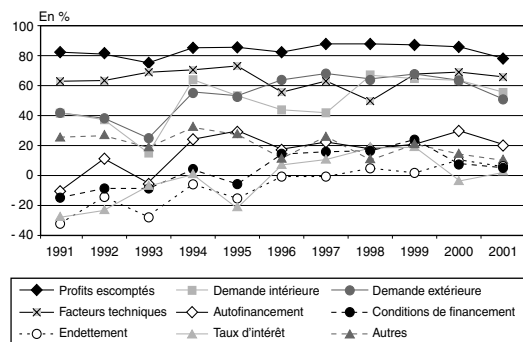 En %
100
80
60
40
20
0
– 20
– 40
1991 1992 1993 1994 1995 1996 1997 1998 1999 2000 2001
Profits escomptés Demande intérieure Demande extérieure
Facteurs techniques Autofinancement Conditions de financement
Endettement Taux d'intérêt Autres